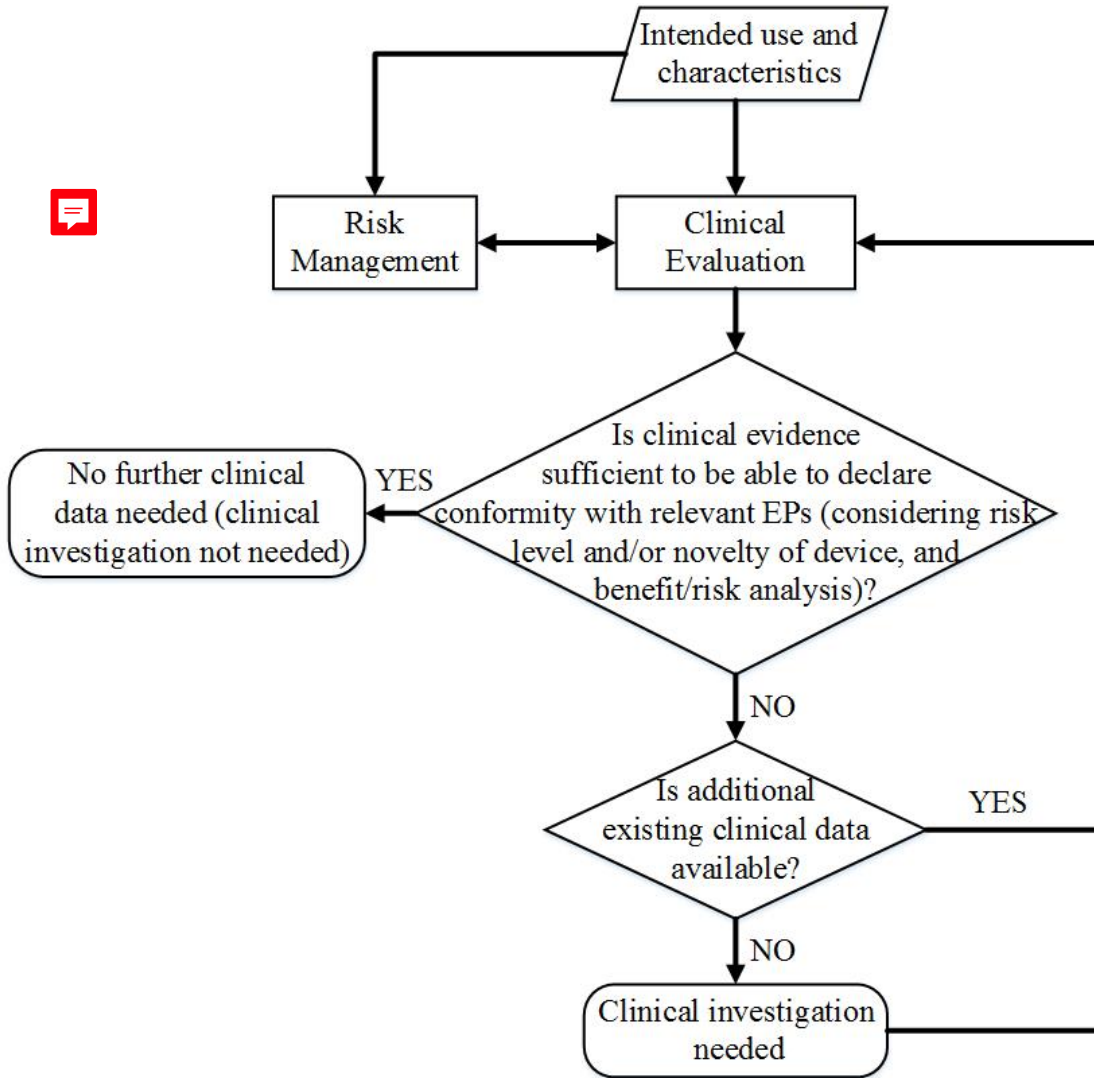 Intended use and
characteristics
Risk
Management
Clinical
Evaluation
Is clinical evidence
sufficient to be able to declare
conformity with relevant EPs (considering risk
level and/or novelty of device, and
benefit/risk analysis)?
YES
No further clinical
data needed (clinical
investigation not needed)
NO
Is additional
existing clinical data
available?
YES
NO
Clinical investigation
needed